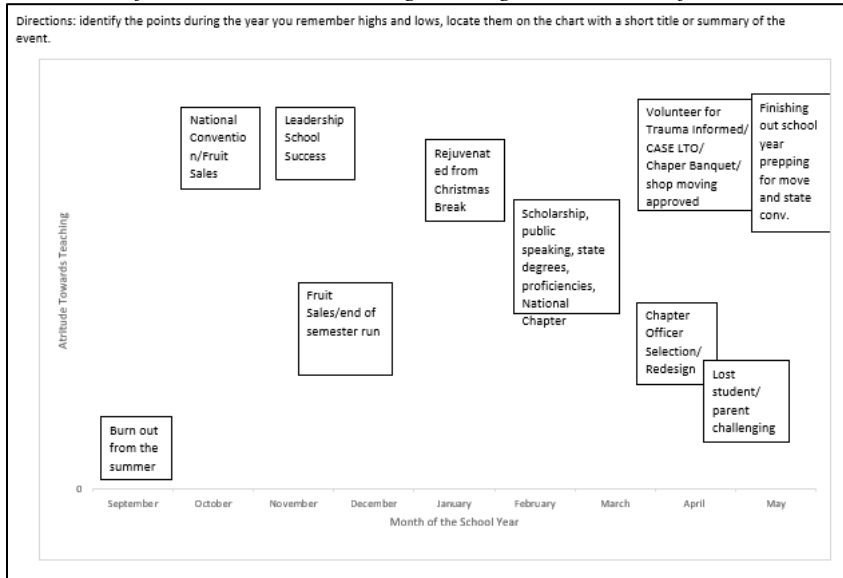 Directions: identify the points during the year you remember highs and lows, locate them on the chart with a short title or summary of the
event.
National
Conventio
n/Fruit
Sales
Leadership
School
Success
Rejuvenat
ed from
Christmas
Break
Volunteer for
Trauma Informed/
CASE LTO/
Chaper Banquet/
shop moving
approved
Finishing
out school
year
prepping
for move
and state
conv.
Scholarship,
public
speaking, state
degrees,
proficiencies,
National
Chapter
Fruit
Sales/end of
semester run
Chapter
Officer
Selection/
Redesign
Lost
student/
parent
challenging
Burn out
from the
summer
Atritude Towards Teaching
0
September October November December January February March April May
Month of the School Year